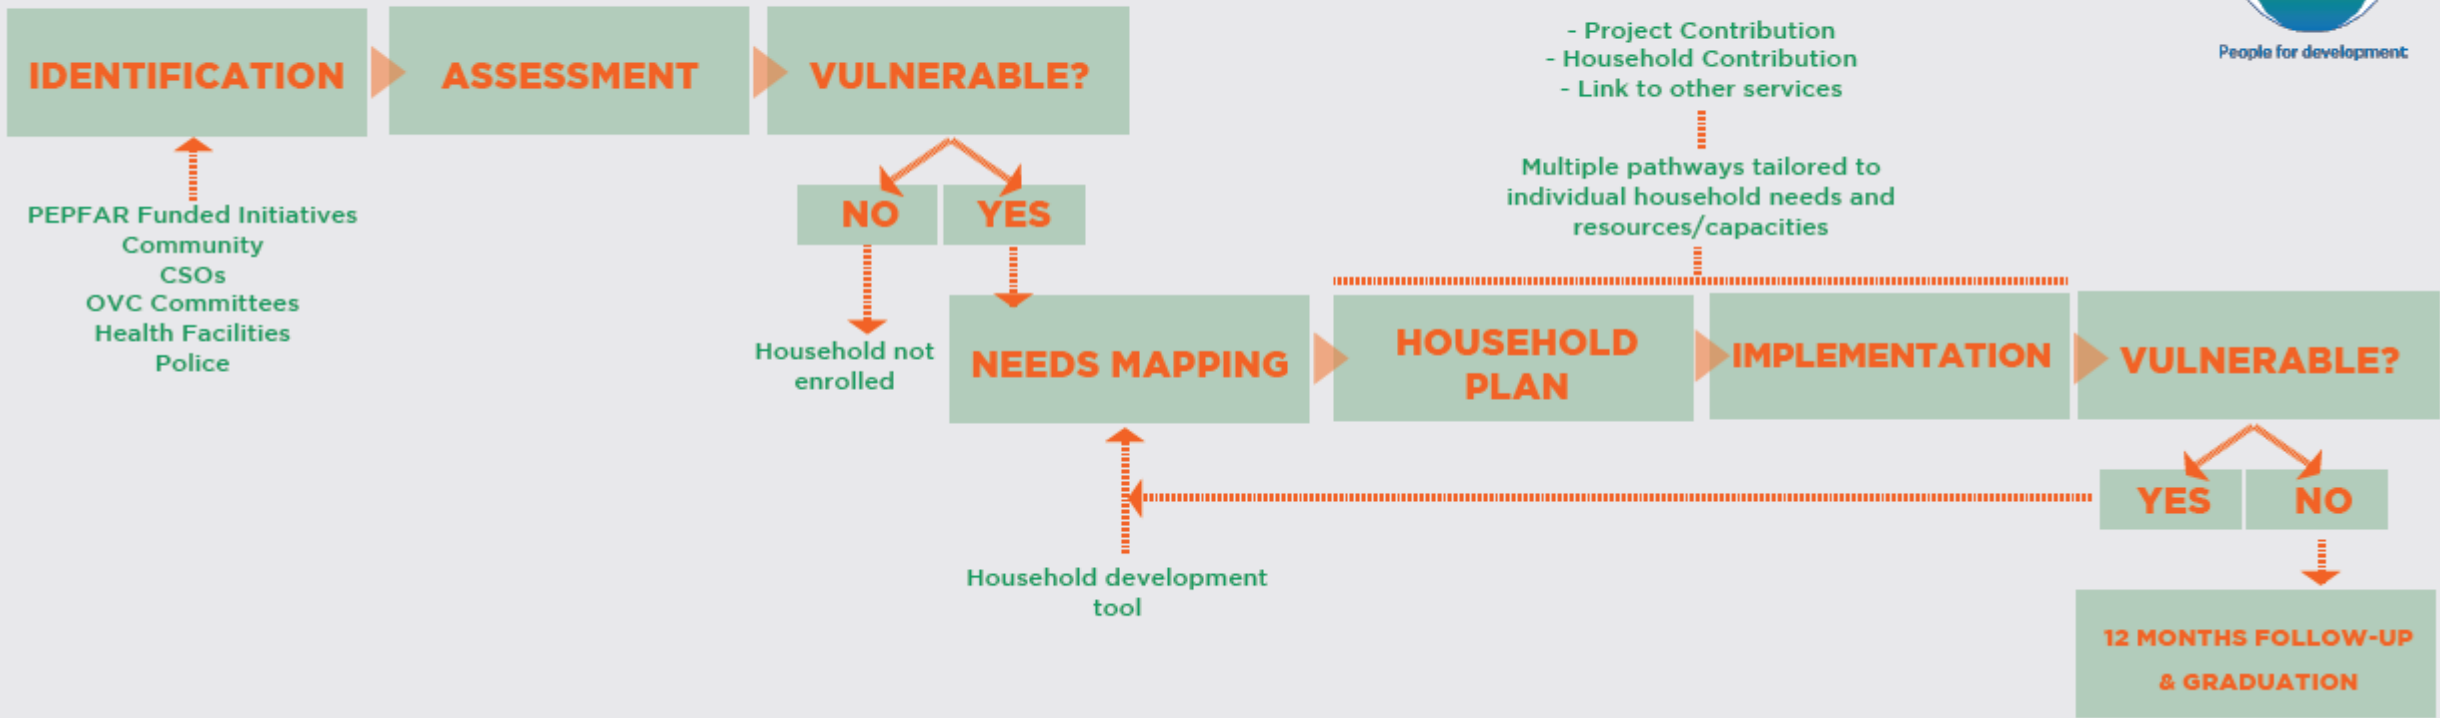 IDENTIFICATION
ASSESSMENT
VULNERABLE?
- Project Contribution
- Household Contribution
- Link to other services
People for development
Multiple pathways tailored to
individual household needs and
resources/capacities
PEPFAR Funded Initiatives
Community
CSOs
OVC Committees
Health Facilities
Police
NO
YES
Household not
enrolled
NEEDS MAPPING
HOUSEHOLD
PLAN
IMPLEMENTATION
VULNERABLE?
YES
NO
Household development
tool
12 MONTHS FOLLOW-UP
& GRADUATION